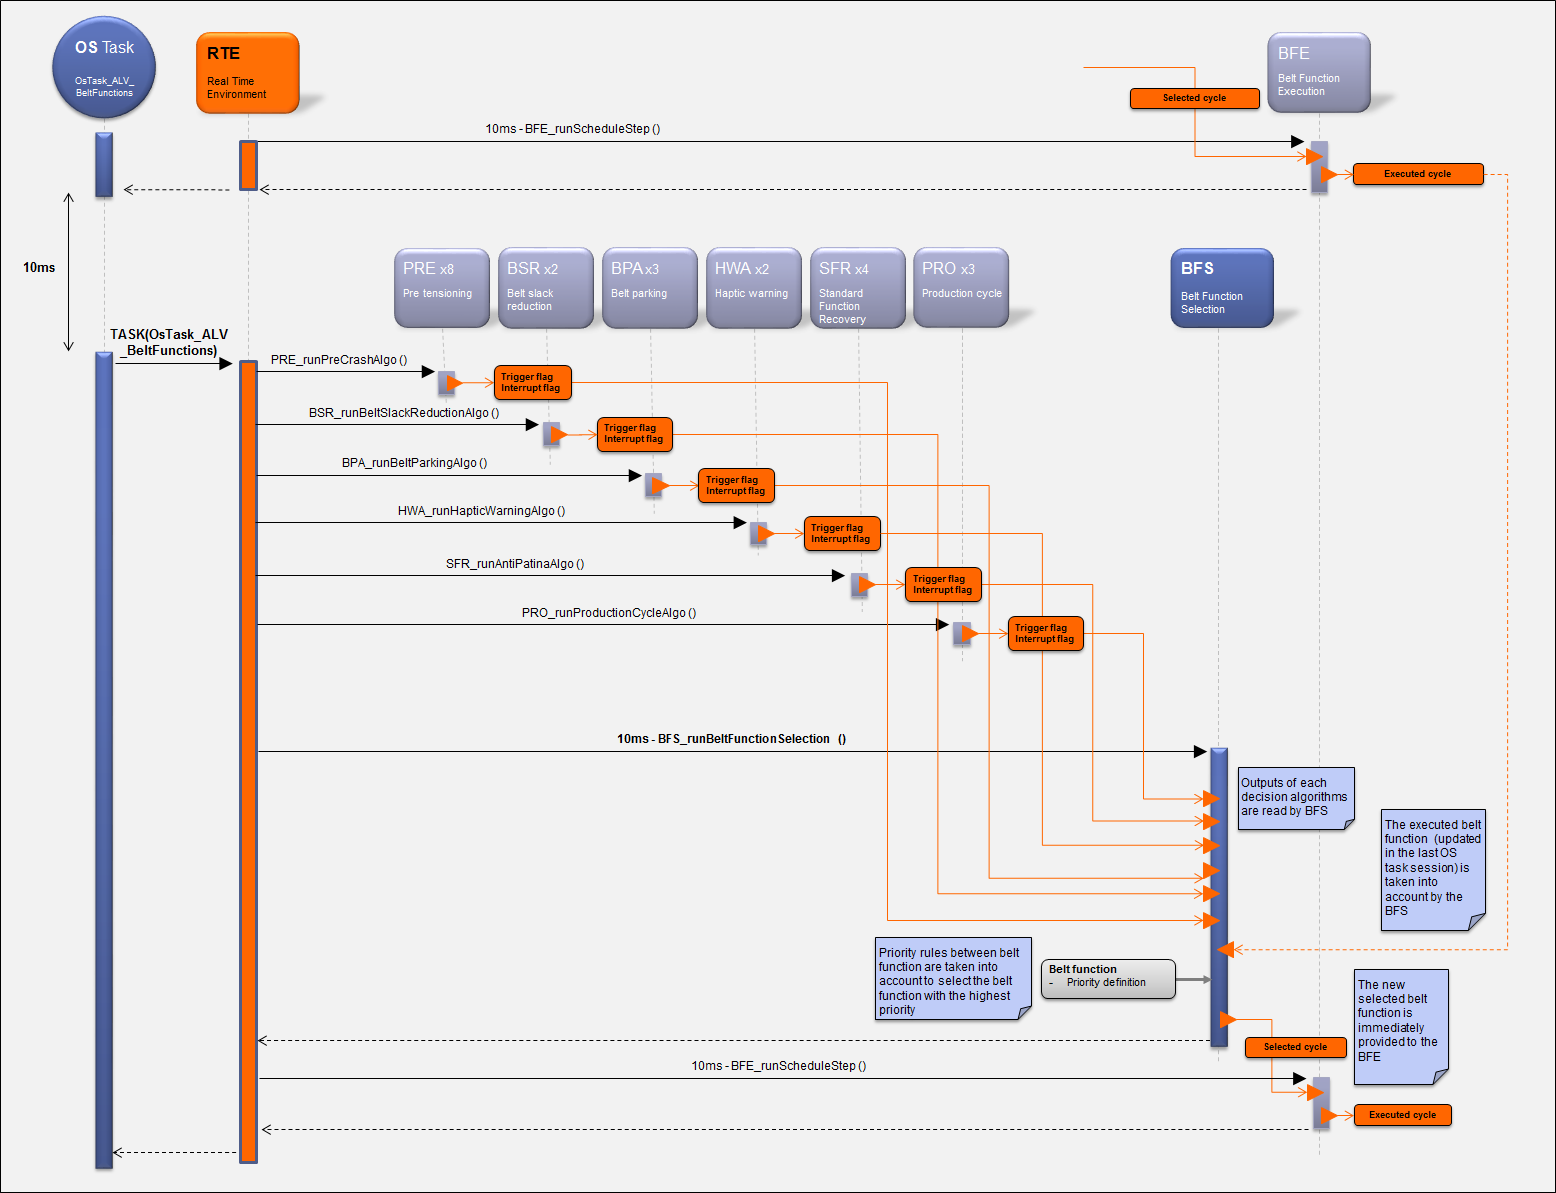 OS Task
OsTask_ALV_
BeltFunctions
RTE
Real Time
Environment
BFE
Belt Function
Execution
Selected cycle
10ms - BFE_runScheduleStep ()
Executed cycle
10ms
PRE x8
Pre tensioning
BSR x2
Belt slack
reduction
BPA x3
Belt parking
HWA x2
Haptic warning
SFR x4
Standard
Function
Recovery
PRO x3
Production cycle
BFS
Belt Function
Selection
TASK(OsTask_ALV
_BeltFunctions)
PRE_runPreCrashAlgo ()
Trigger flag
Interrupt flag
BSR_runBeltSlackReductionAlgo ()
Trigger flag
Interrupt flag
BPA_runBeltParkingAlgo ()
Trigger flag
Interrupt flag
HWA_runHapticWarningAlgo ()
Trigger flag
Interrupt flag
SFR_runAntiPatinaAlgo ()
Trigger flag
Interrupt flag
PRO_runProductionCycleAlgo ()
Trigger flag
Interrupt flag
10ms - BFS_runBeltFunctionSelection ()
Outputs of each
decision algorithms
are read by BFS
The executed belt
function (updated
in the last OS
task session) is
taken into
account by the
BFS
Priority rules between belt
function are taken into
account to select the belt
function with the highest
priority
Belt function
- Priority definition
The new
selected belt
function is
immediately
provided to the
BFE
Selected cycle
10ms - BFE_runScheduleStep ()
Executed cycle